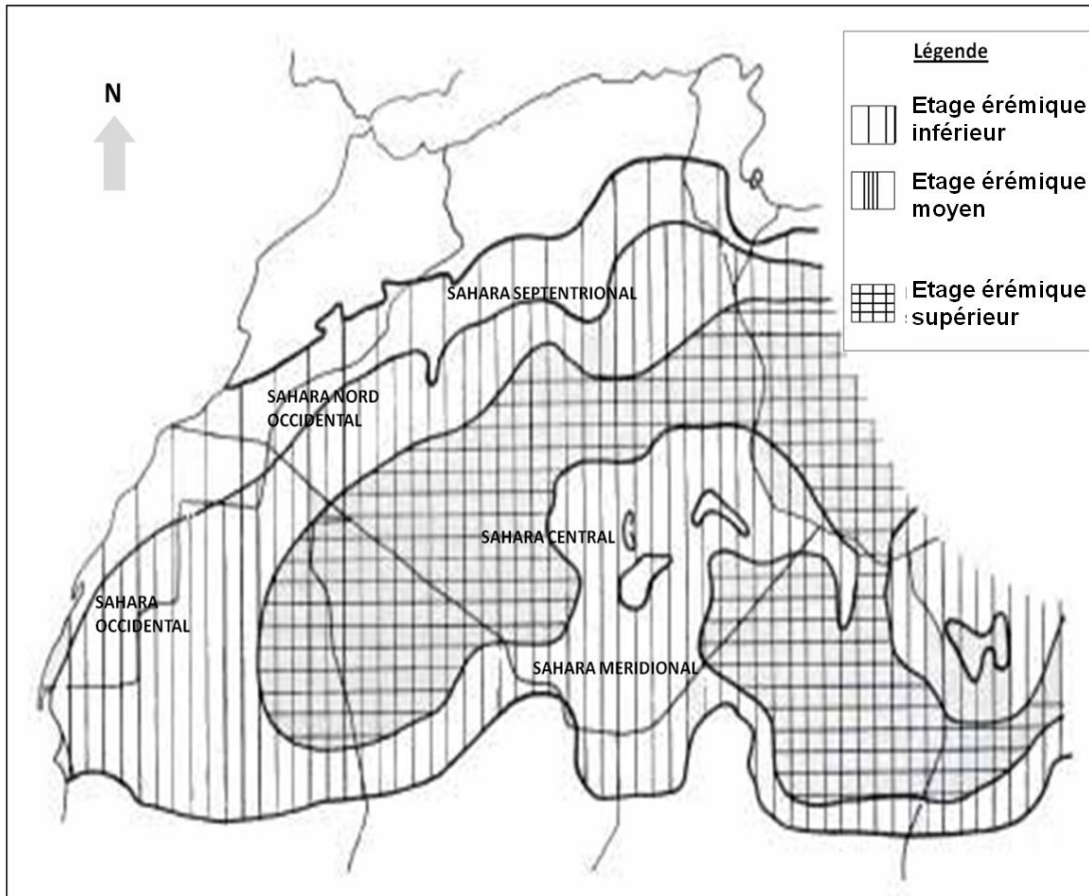 Légende
Etage érémique
inférieur
Etage érémique
moyen
Etage érémique
supérieur
N
SAHARA SEPTENTRIONAL
SAHARA NORD
OCCIDENTAL
SAHARA CENTRAL
SAHARA
OCCIDENTAL
SAHARA MERIDIONAL